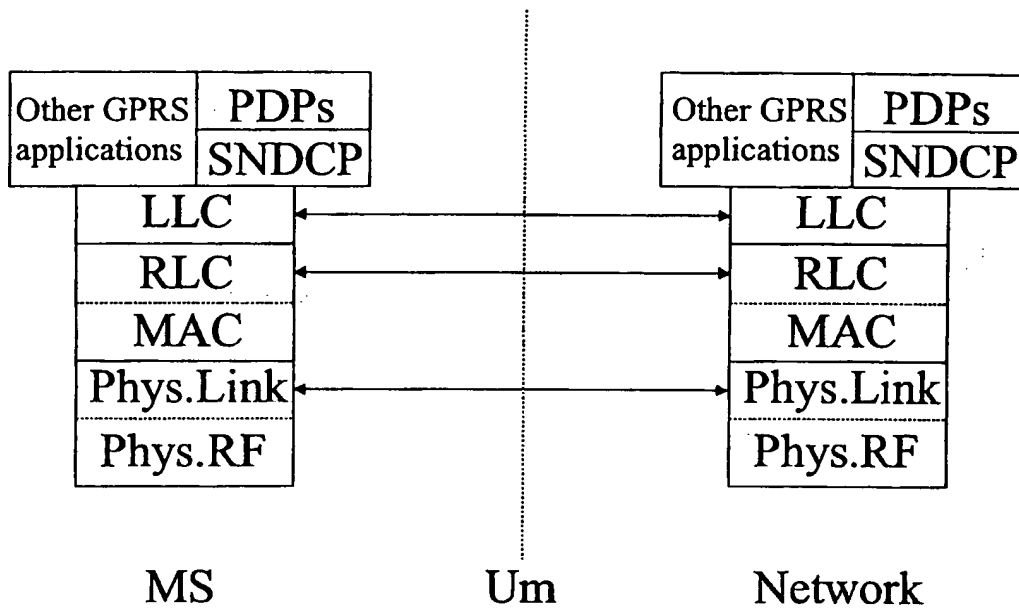 Other GPRS
applications
PDPs
SNDCP
LLC
RLC
MAC
Phys.Link
Phys.RF
MS
Um
Other GPRS
applications
PDPs
SNDCP
LLC
RLC
MAC
Phys.Link
Phys.RF
Network